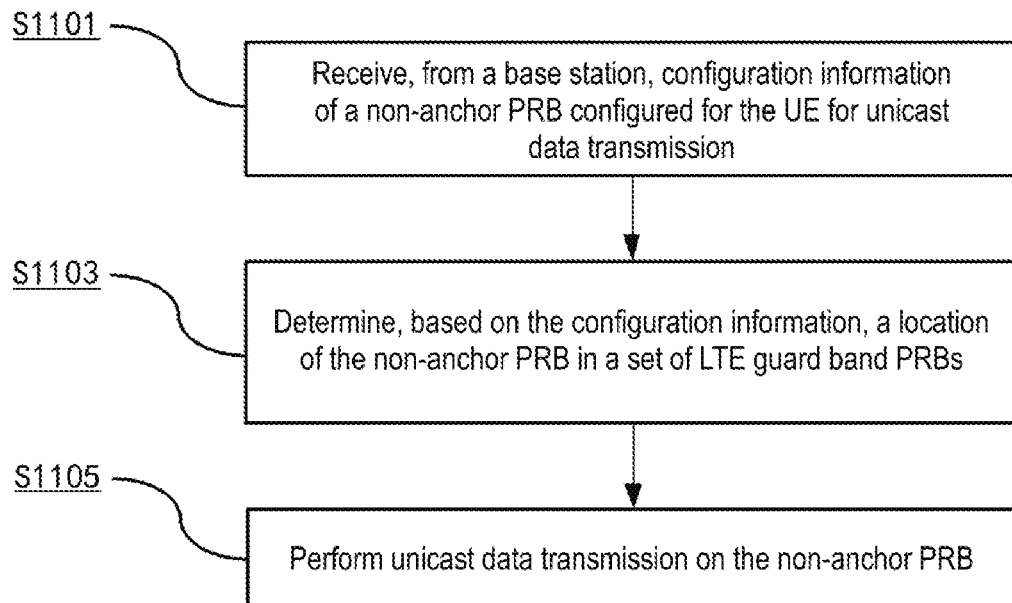 S1101
Receive, from a base station, configuration information
of a non-anchor PRB configured for the UE for unicast
data transmission
S1103
Determine, based on the configuration information, a location
of the non-anchor PRB in a set of LTE guard band PRBs
S1105
Perform unicast data transmission on the non-anchor PRB